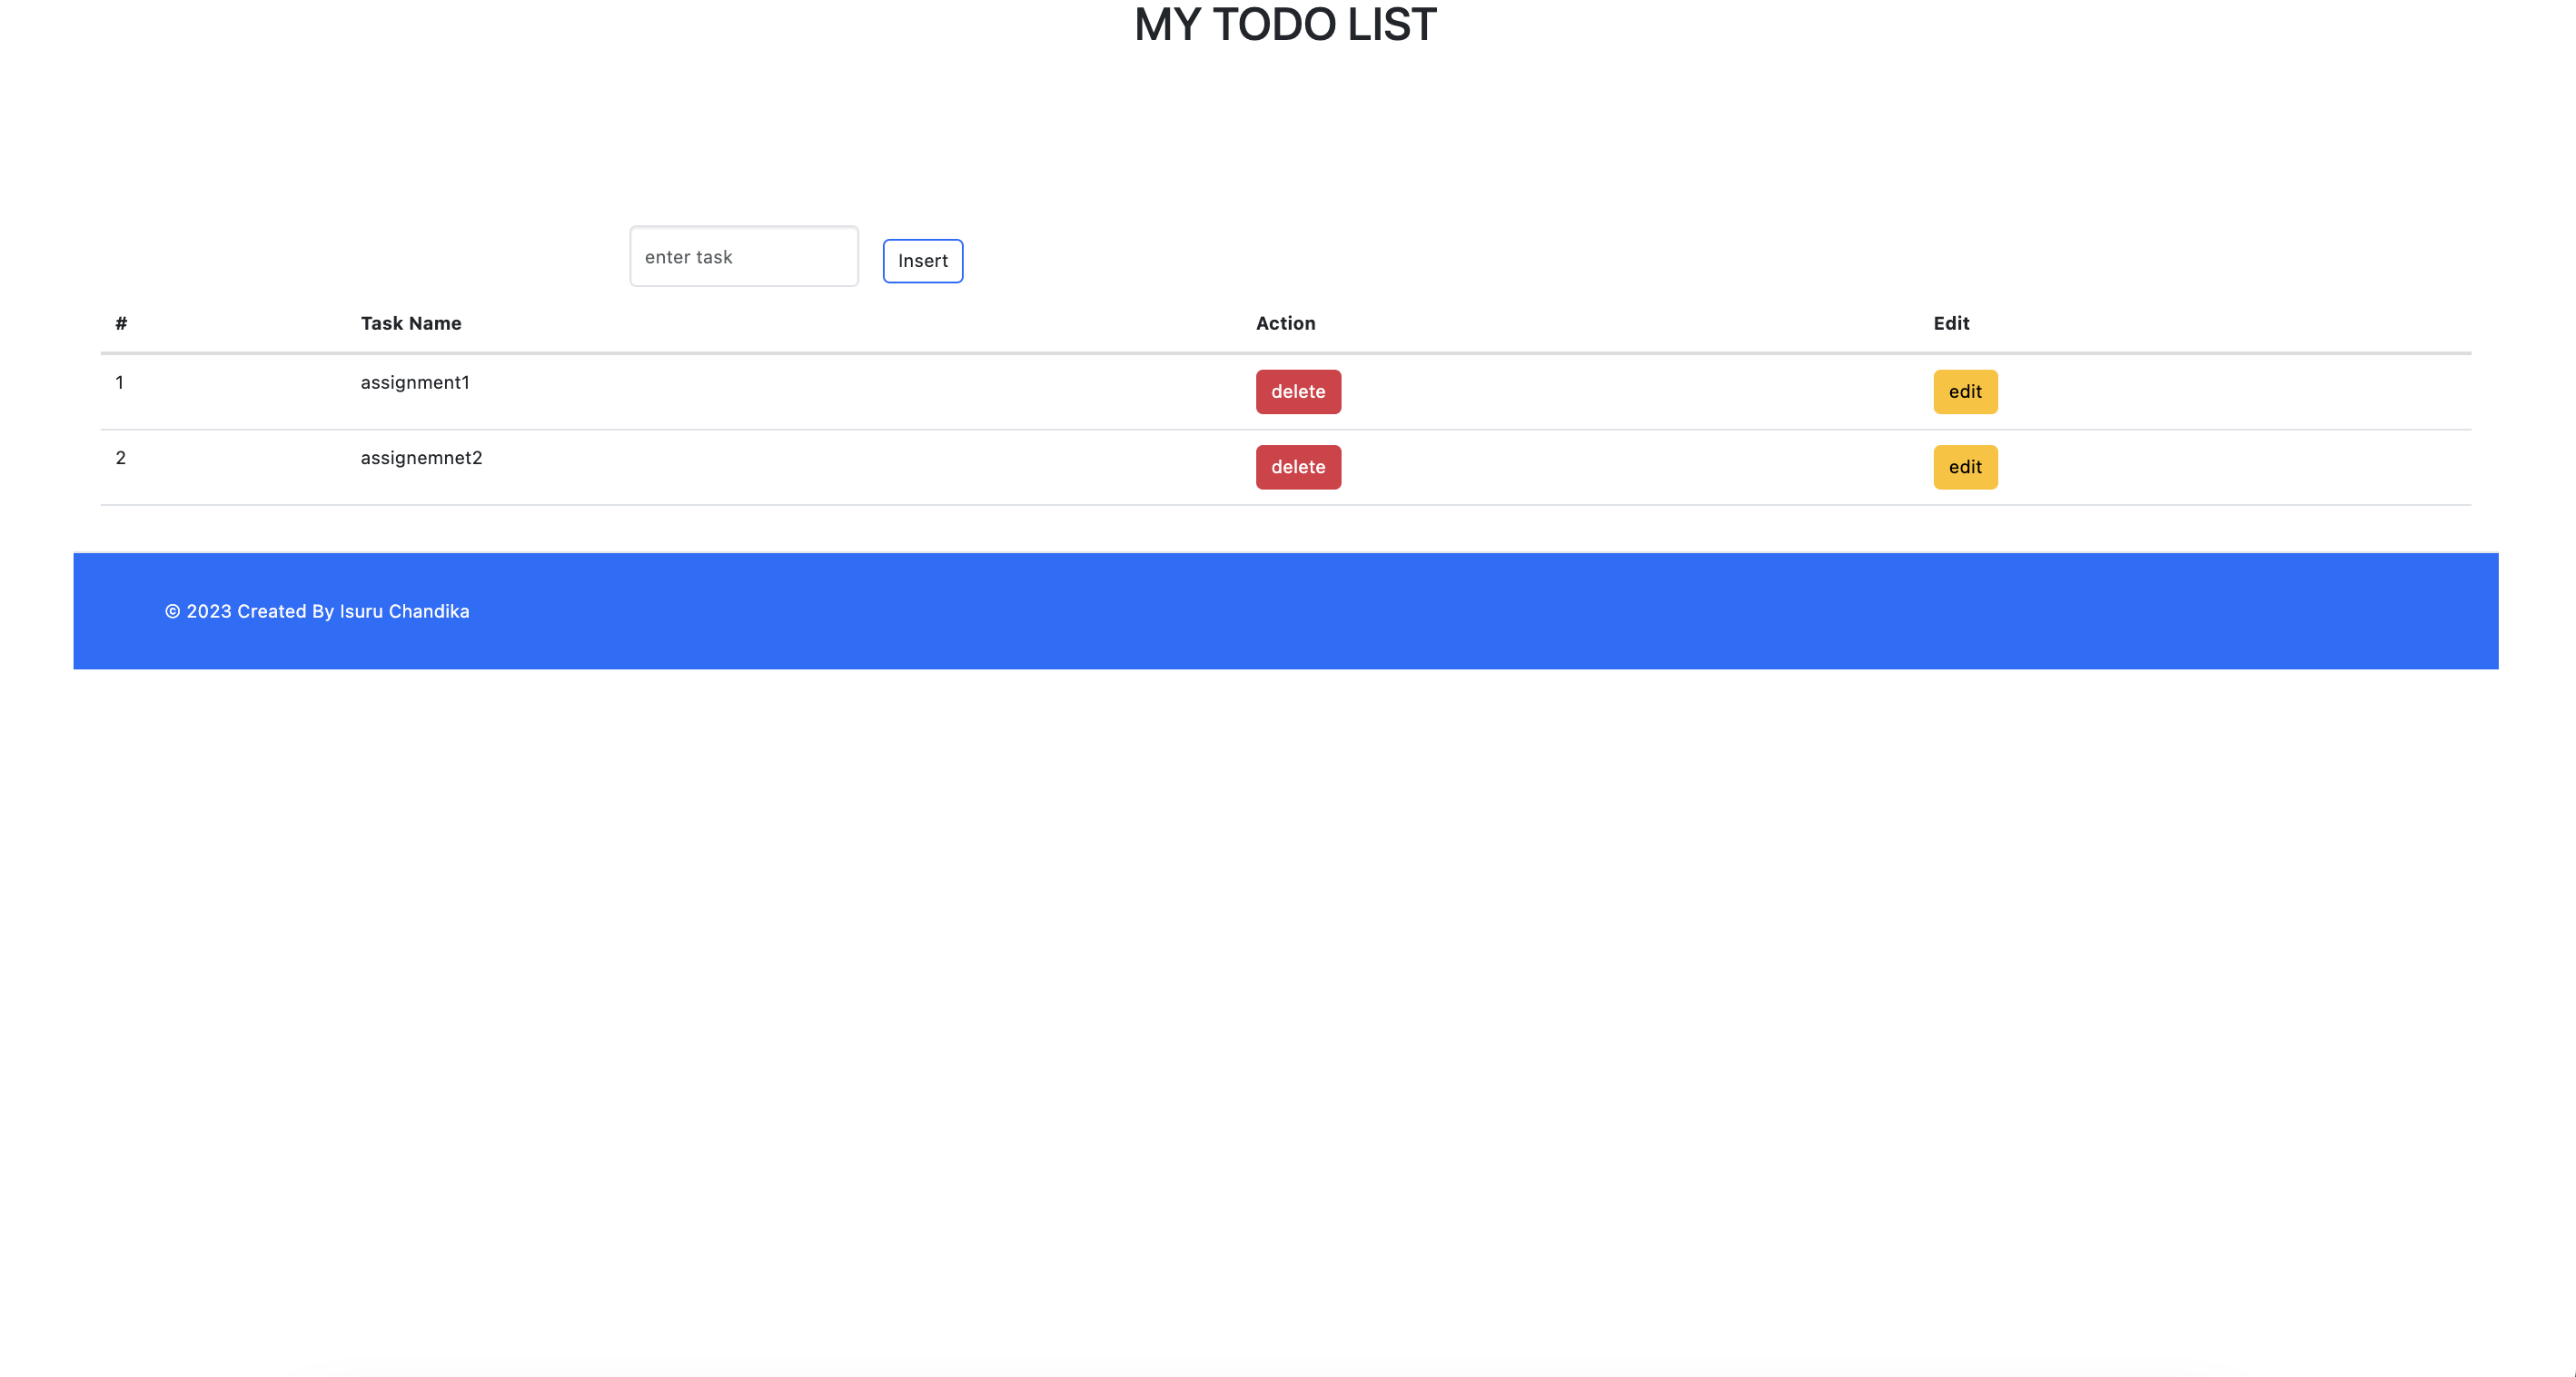 MY TODO LIST
enter task Insert
# Task Name Action Edit
1 assignment1 delete edit
2 assignemnet2 delete edit
© 2023 Created By Isuru Chandika